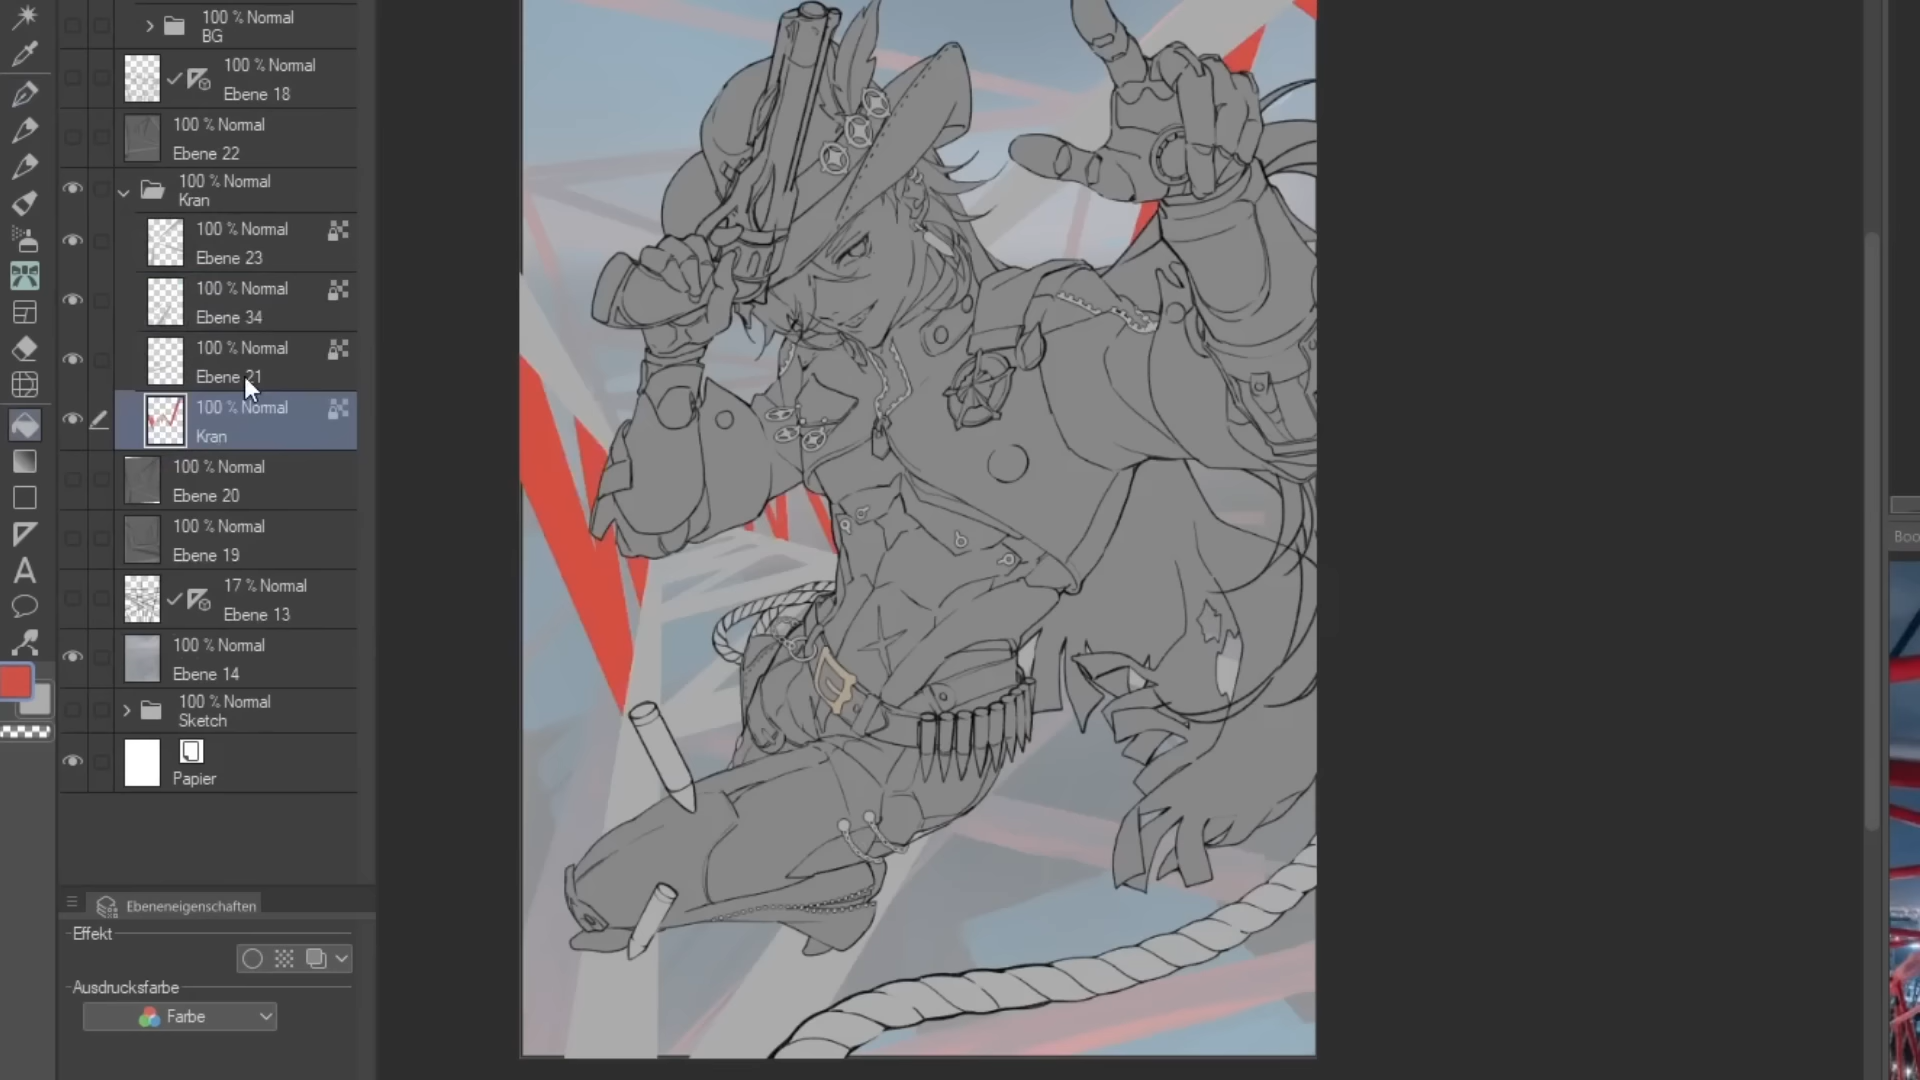 100 % Normal
BG
100 % Normal
Ebene 18
100 % Normal
Ebene 22
100 % Normal
Kran
100 % Normal
Ebene 23
100 % Normal
Ebene 34
100 % Normal
Ebene 21
100 % Normal
Kran
100 % Normal
Ebene 20
100 % Normal
Ebene 19
17 % Normal
Ebene 13
100 % Normal
Ebene 14
100 % Normal
Sketch
Papier
Ebeneneigenschaften
Effekt
Ausdrucksfarbe
Farbe
A
Boo